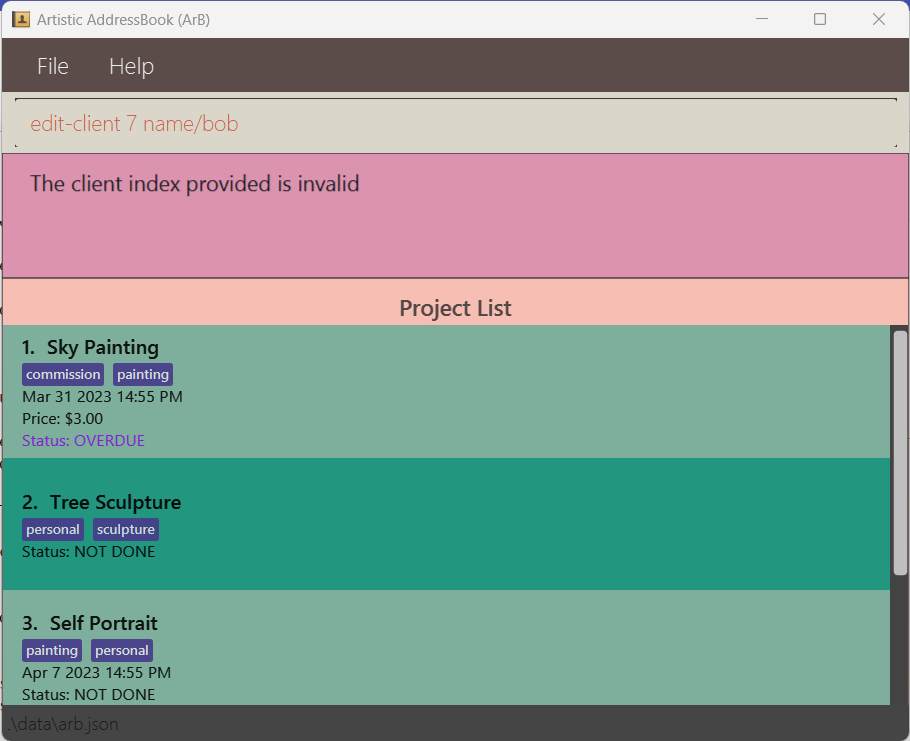 Artistic AddressBook (ArB)
File Help
edit-client 7 name/bob
The client index provided is invalid
Project List
1. Sky Painting
commission painting
Mar 31 2023 14:55 PM
Price: $3.00
Status: OVERDUE
2. Tree Sculpture
personal sculpture
Status: NOT DONE
3. Self Portrait
painting personal
Apr 7 2023 14:55 PM
Status: NOT DONE
.\data\arb.json